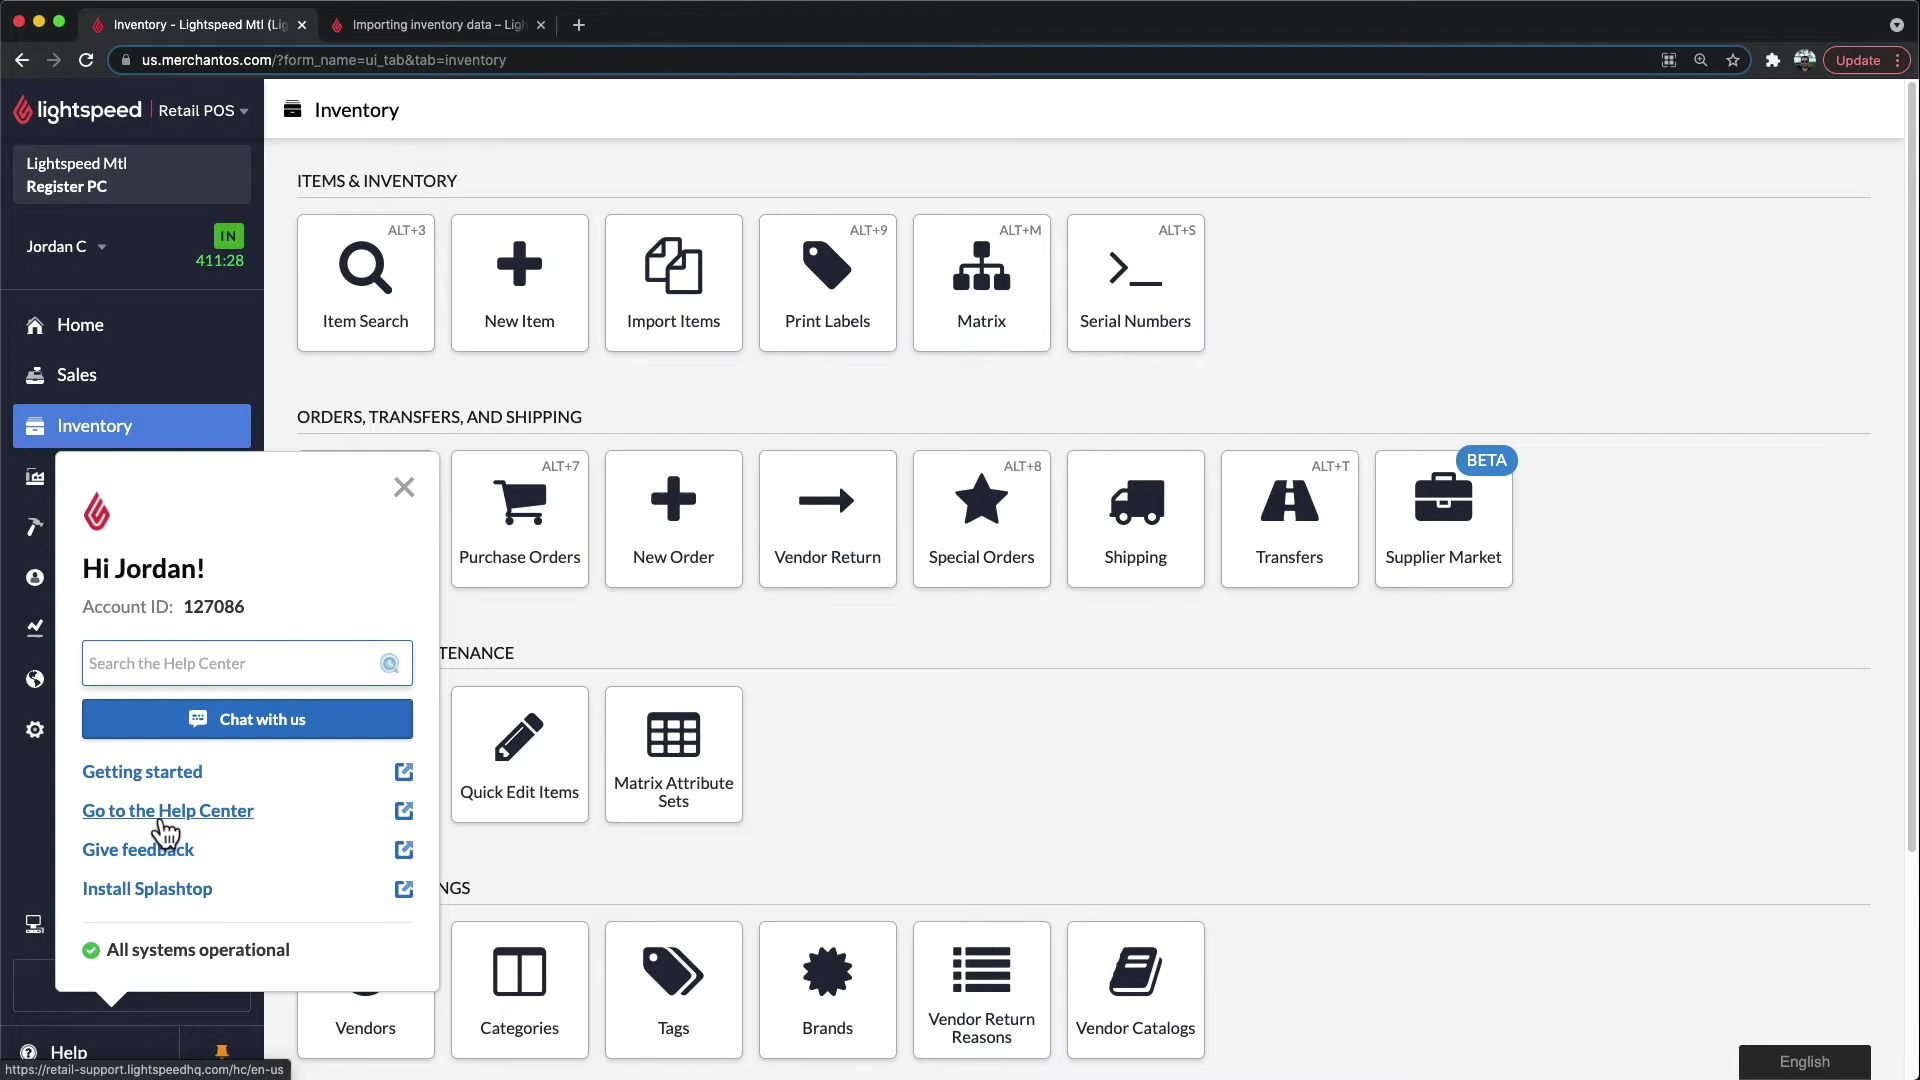 Inventory - Lightspeed Mtl (Lig
Importing inventory data – Ligh
us.merchantos.com/?form_name=ui_tab&tab=inventory
Update
lightspeed
Retail POS
Inventory
Lightspeed Mtl
Register PC
Jordan C
IN
411:28
Home
Sales
Inventory
ITEMS & INVENTORY
ALT+3
Item Search
New Item
Import Items
ALT+9
Print Labels
ALT+M
Matrix
ALT+S
Serial Numbers
ORDERS, TRANSFERS, AND SHIPPING
ALT+7
Purchase Orders
New Order
Vendor Return
ALT+8
Special Orders
Shipping
ALT+T
Transfers
BETA
Supplier Market
Hi Jordan!
Account ID: 127086
Search the Help Center
Chat with us
Getting started
Go to the Help Center
Give feedback
Install Splashtop
All systems operational
TENANCE
Quick Edit Items
Matrix Attribute
Sets
NGS
Vendors
Categories
Tags
Brands
Vendor Return
Reasons
Vendor Catalogs
Help
https://retail-support.lightspeedhq.com/hc/en-us
English